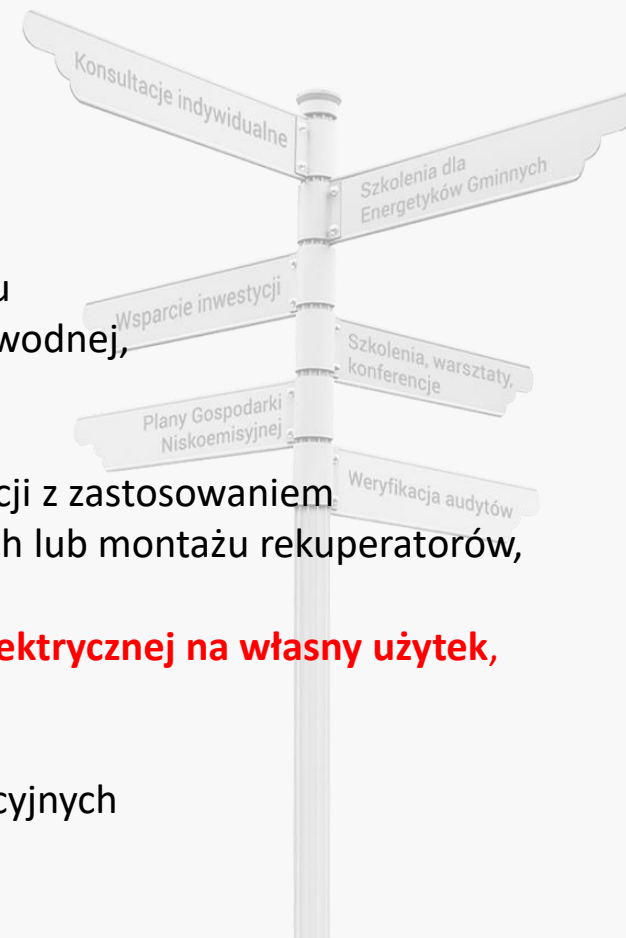 Konsultacje indywidualne
Szkolenia dla
Energetyków Gminnych
u
Wsparcie inwestycji
wodnej,
Szkolenia, warsztaty,
konferencje
Plany Gospodarki
Niskoemisyjnej
cji z zastosowaniem
Weryfikacja audytów
h lub montażu rekuperatorów,
ektrycznej na własny użytek,
cyjnych